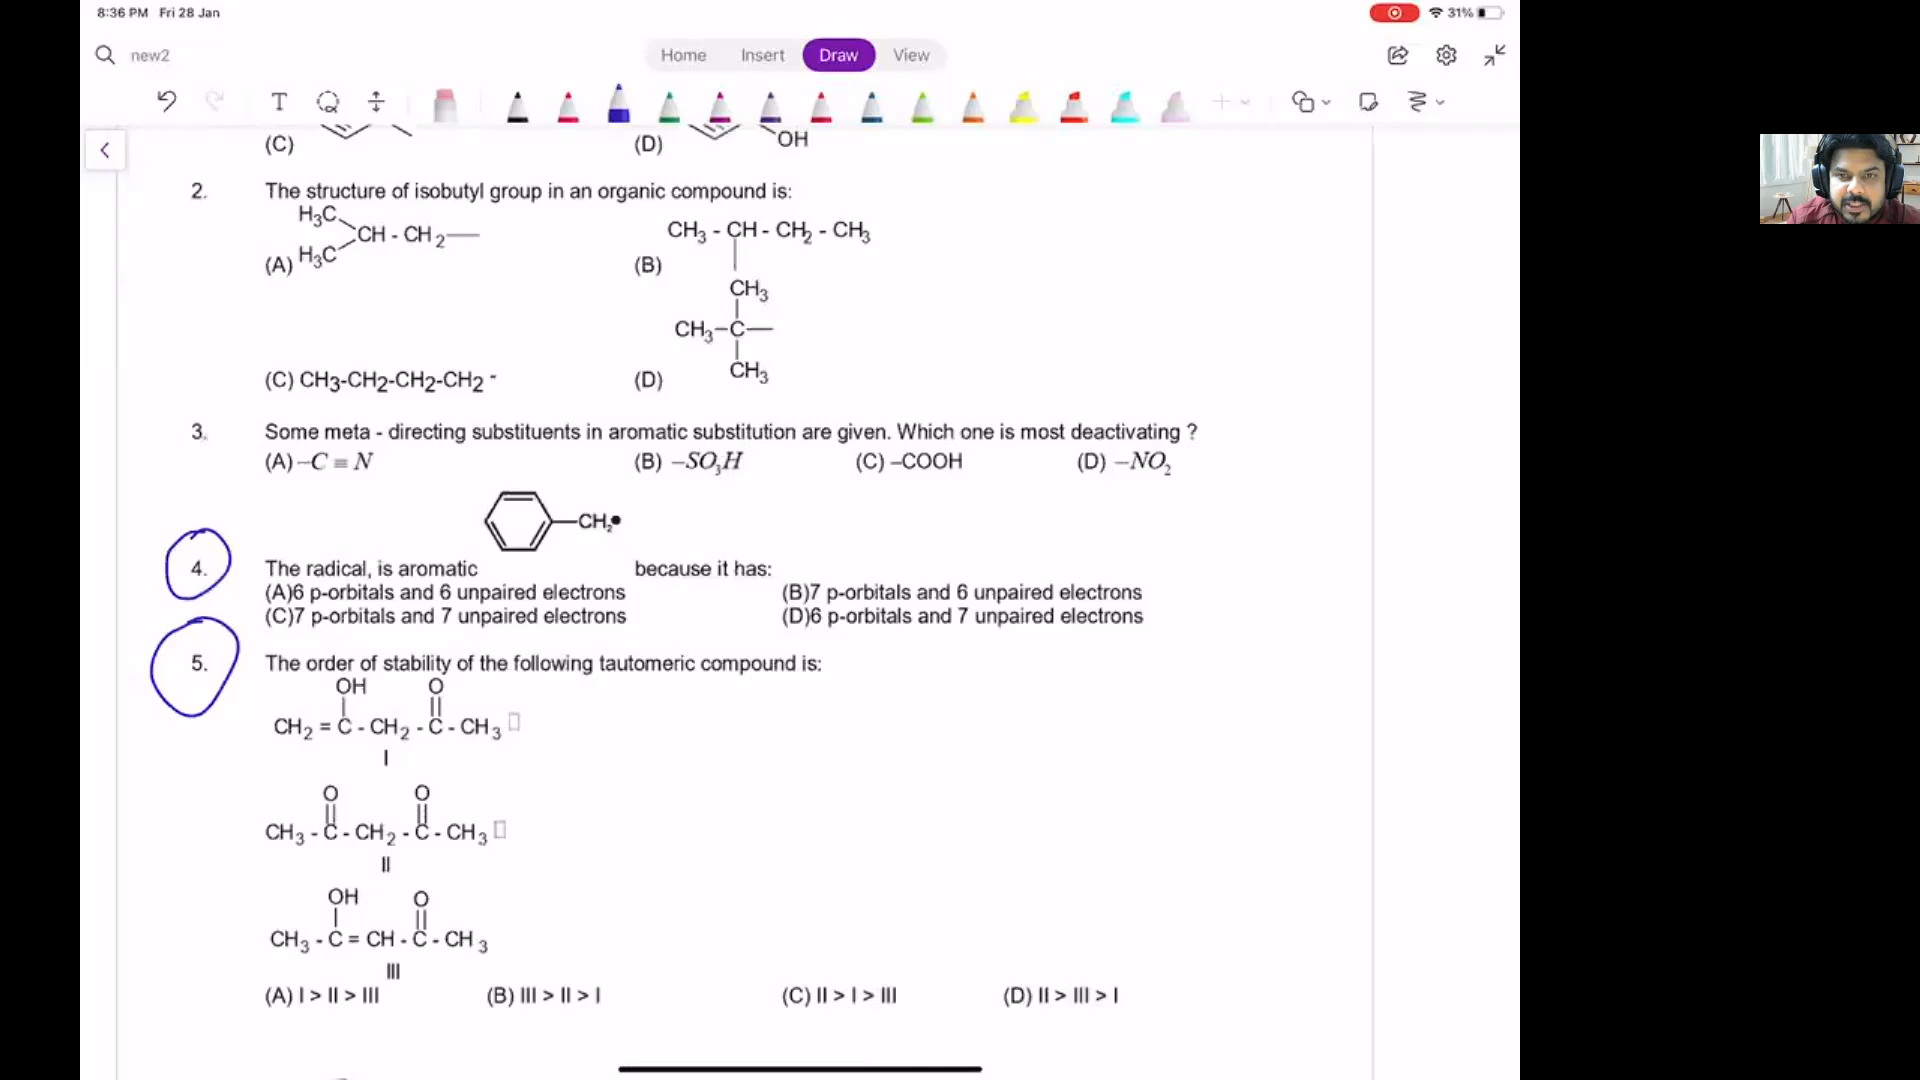 8:36 PM Fri 28 Jan
31%
new2
Home Insert Draw View
T
(C) (D) OH
2. The structure of isobutyl group in an organic compound is:
H₃C
CH - CH₂—
(A) H₃C
CH₃ - CH - CH₂ - CH₃
(B)
CH₃
CH₃–C—
CH₃
(C) CH3-CH2-CH2-CH2 - (D)
3. Some meta - directing substituents in aromatic substitution are given. Which one is most deactivating ?
(A) –C ≡ N (B) –SO₃H (C) –COOH (D) –NO₂
CH₂•
4. The radical, is aromatic because it has:
(A)6 p-orbitals and 6 unpaired electrons (B)7 p-orbitals and 6 unpaired electrons
(C)7 p-orbitals and 7 unpaired electrons (D)6 p-orbitals and 7 unpaired electrons
5. The order of stability of the following tautomeric compound is:
OH O
CH₂ = C - CH₂ - C - CH₃
I
O O
CH₃ - C - CH₂ - C - CH₃
II
OH O
CH₃ - C = CH - C - CH₃
III
(A) I > II > III (B) III > II > I (C) II > I > III (D) II > III > I